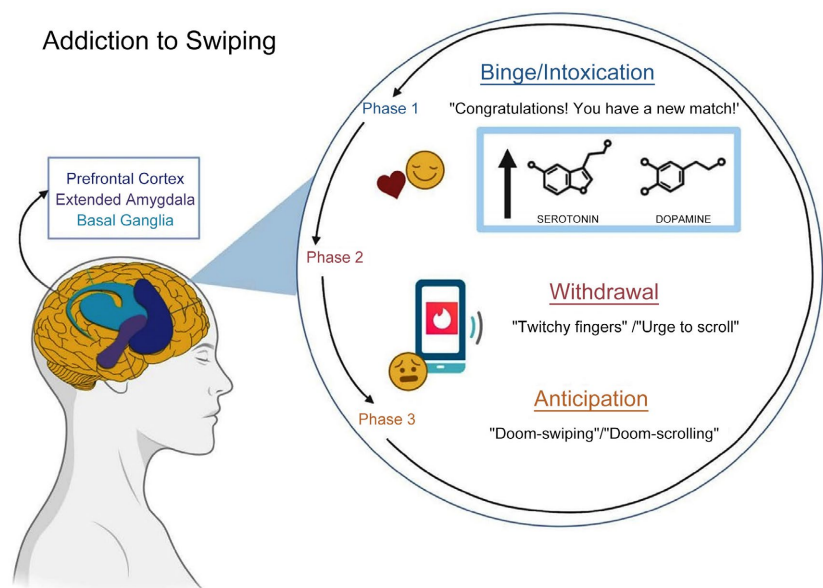 Addiction to Swiping
Binge/Intoxication
Phase 1
"Congratulations! You have a new match!'
SEROTONIN
DOPAMINE
Prefrontal Cortex
Extended Amygdala
Basal Ganglia
Phase 2
Withdrawal
"Twitchy fingers" /"Urge to scroll"
Anticipation
Phase 3
"Doom-swiping"/"Doom-scrolling"